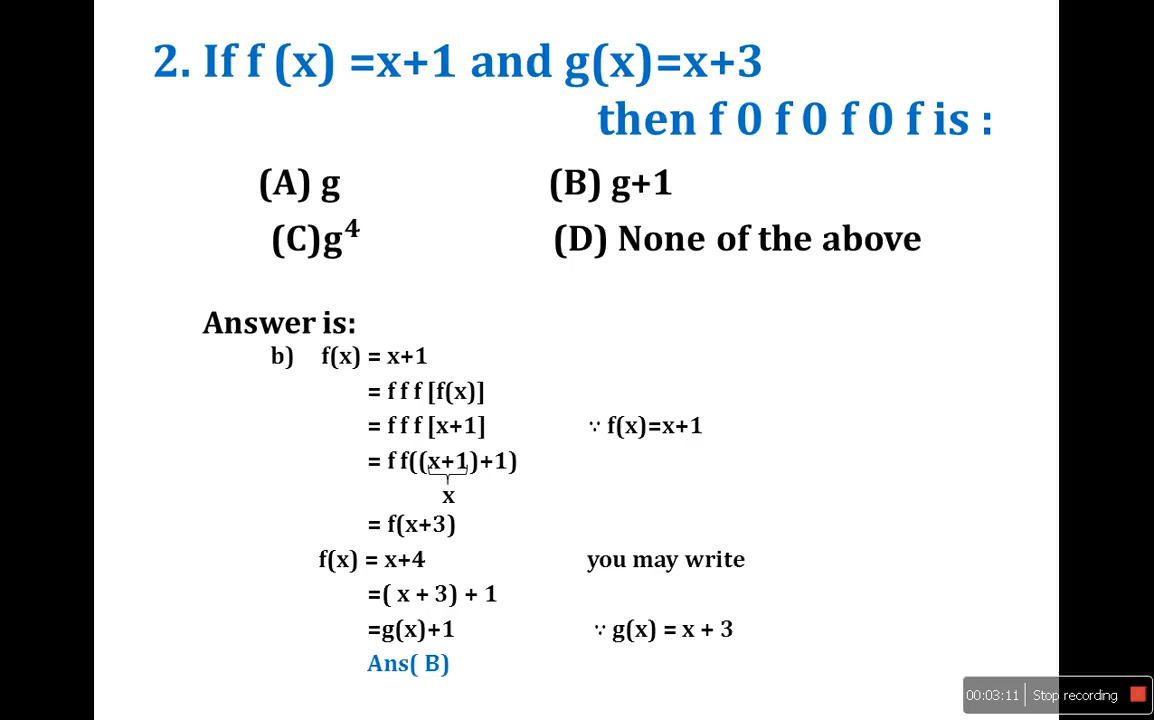 2. If f (x) =x+1 and g(x)=x+3
then f 0 f 0 f 0 f is :
(A) g (B) g+1
(C)g⁴ (D) None of the above
Answer is:
b) f(x) = x+1
= f f f [f(x)]
= f f f [x+1] ∵ f(x)=x+1
= f f((x+1)+1)
x
= f(x+3)
f(x) = x+4 you may write
=( x + 3) + 1
=g(x)+1 ∵ g(x) = x + 3
Ans( B)
00:03:11 Stop recording